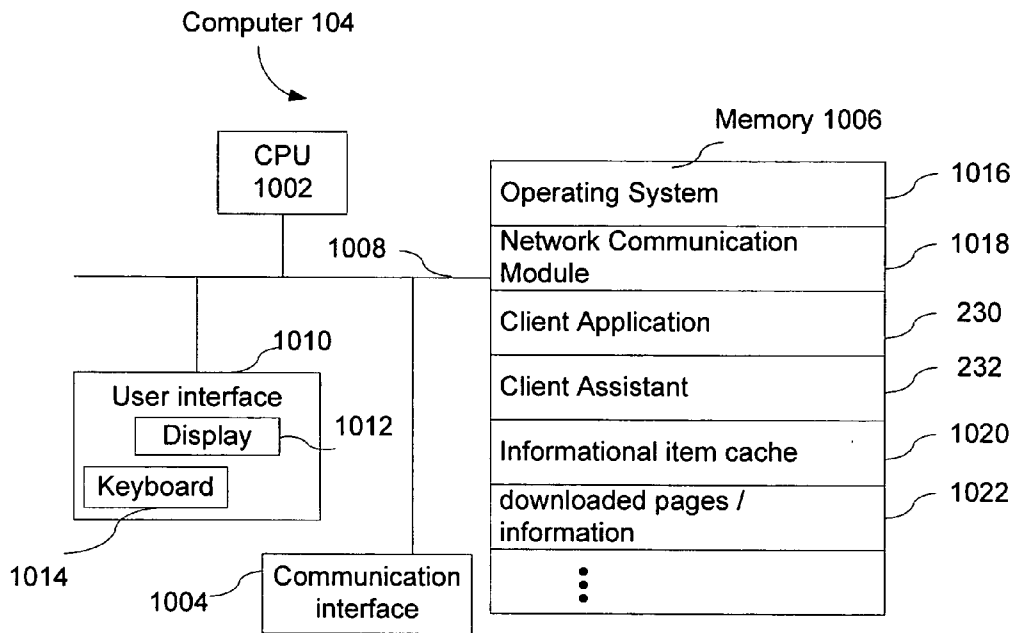 Computer 104
CPU
1002
1008
1010
User interface
Display
1012
Keyboard
1014
1004
Communication
interface
Memory 1006
Operating System
1016
Network Communication
Module
1018
Client Application
230
Client Assistant
232
Informational item cache
1020
downloaded pages /
information
1022